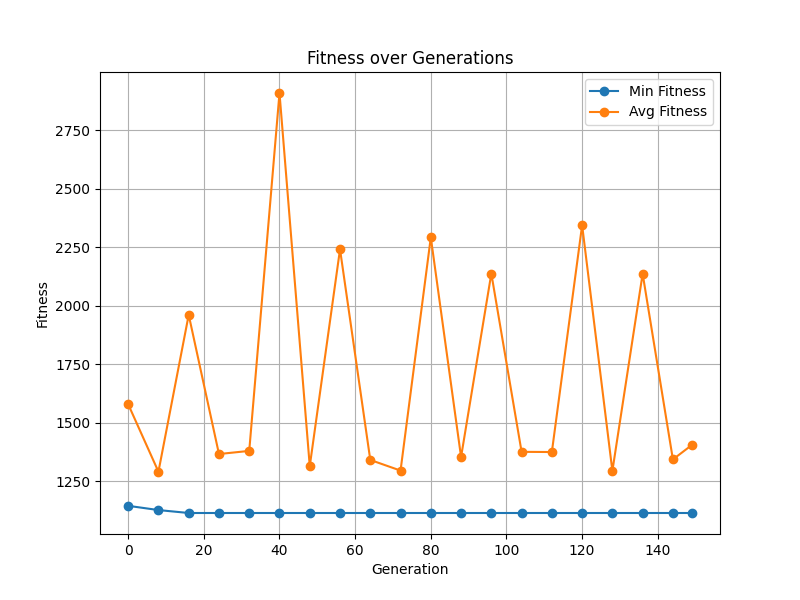 Fitness over Generations
Min Fitness
Avg Fitness
2750
2500
2250
2000
1750
1500
1250
Fitness
0 20 40 60 80 100 120 140
Generation